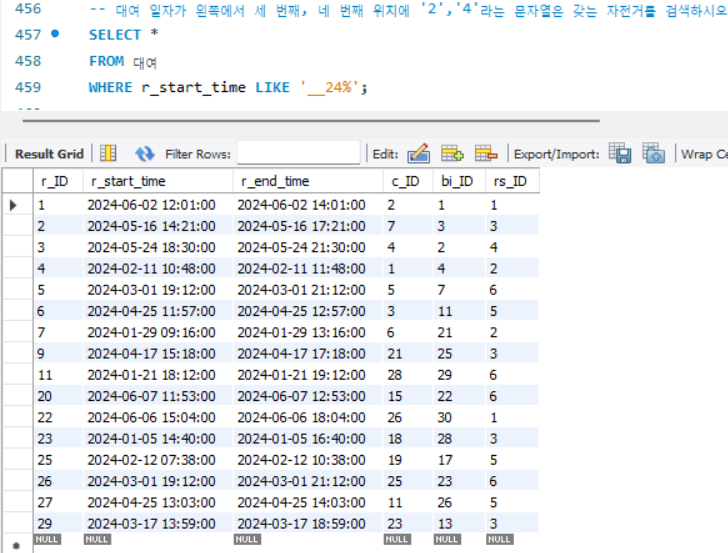 456 -- 대여 일자가 왼쪽에서 세 번째, 네 번째 위치에 '2','4'라는 문자열은 갖는 자전거를 검색하시오
457 SELECT *
458 FROM 대여
459 WHERE r_start_time LIKE '__24%';
Result Grid Filter Rows: Edit: Export/Import: Wrap Ce
r_ID r_start_time r_end_time c_ID bi_ID rs_ID
1 2024-06-02 12:01:00 2024-06-02 14:01:00 2 1 1
2 2024-05-16 14:21:00 2024-05-16 17:21:00 7 3 3
3 2024-05-24 18:30:00 2024-05-24 21:30:00 4 2 4
4 2024-02-11 10:48:00 2024-02-11 11:48:00 1 4 2
5 2024-03-01 19:12:00 2024-03-01 21:12:00 5 7 6
6 2024-04-25 11:57:00 2024-04-25 12:57:00 3 11 5
7 2024-01-29 09:16:00 2024-01-29 13:16:00 6 21 2
9 2024-04-17 15:18:00 2024-04-17 17:18:00 21 25 3
11 2024-01-21 18:12:00 2024-01-21 19:12:00 28 29 6
20 2024-06-07 11:53:00 2024-06-07 12:53:00 15 22 6
22 2024-06-06 15:04:00 2024-06-06 18:04:00 26 30 1
23 2024-01-05 14:40:00 2024-01-05 16:40:00 18 28 3
25 2024-02-12 07:38:00 2024-02-12 10:38:00 19 17 5
26 2024-03-01 19:12:00 2024-03-01 21:12:00 25 23 6
27 2024-04-25 13:03:00 2024-04-25 14:03:00 11 26 5
29 2024-03-17 13:59:00 2024-03-17 18:59:00 23 13 3
NULL NULL NULL NULL NULL NULL